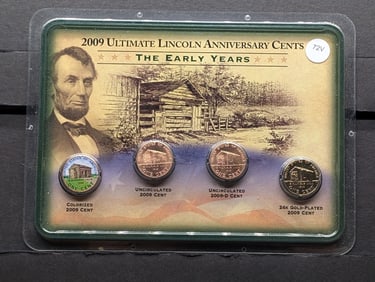 2009 Ultimate Lincoln Anniversary Cents
The Early Years
Colorized
2009 Cent
Uncirculated
2009 Cent
Uncirculated
2009-D Cent
24K Gold-Plated
2009 Cent